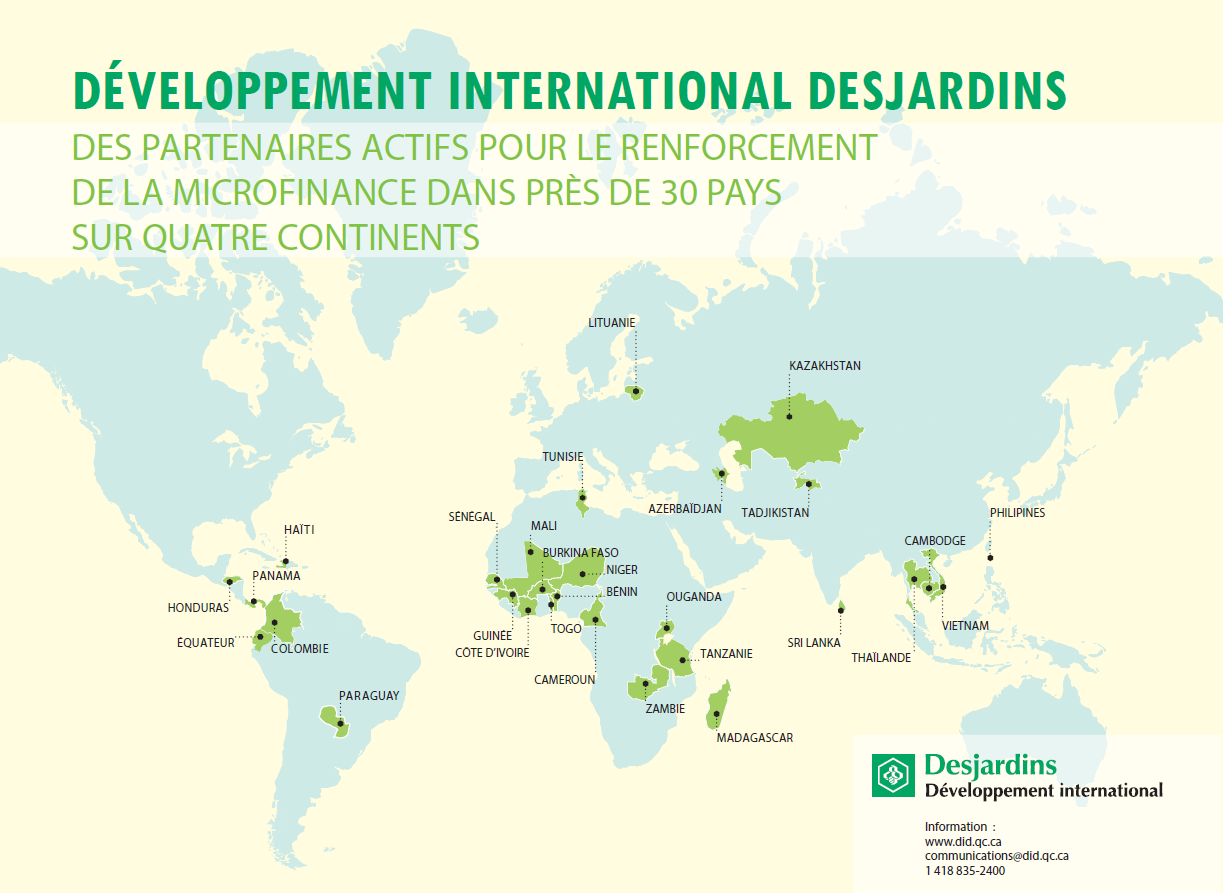 DÉVELOPPEMENT INTERNATIONAL DESJARDINS
DES PARTENAIRES ACTIFS POUR LE RENFORCEMENT
DE LA MICROFINANCE DANS PRÈS DE 30 PAYS
SUR QUATRE CONTINENTS
LITUANIE
KAZAKHSTAN
TUNISIE
AZERBAÏDJAN
TADJIKISTAN
PHILIPINES
SÉNÉGAL
MALI
HAÏTI
CAMBODGE
BURKINA FASO
NIGER
PANAMA
BÉNIN
OUGANDA
HONDURAS
TOGO
VIETNAM
GUINÉE
ÉQUATEUR
COLOMBIE
CÔTE D'IVOIRE
TANZANIE
SRI LANKA
THAÏLANDE
CAMEROUN
PARAGUAY
ZAMBIE
MADAGASCAR
Desjardins
Développement international
Information :
www.did.qc.ca
communications@did.qc.ca
1 418 835-2400